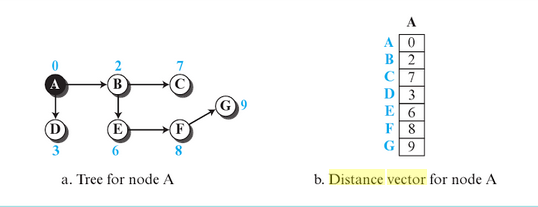 A
0 2 7
A 0
A B C
B 2
G 9
C 7
D 3
D E F
E 6
3 6 8
F 8
G 9
a. Tree for node A
b. Distance vector for node A